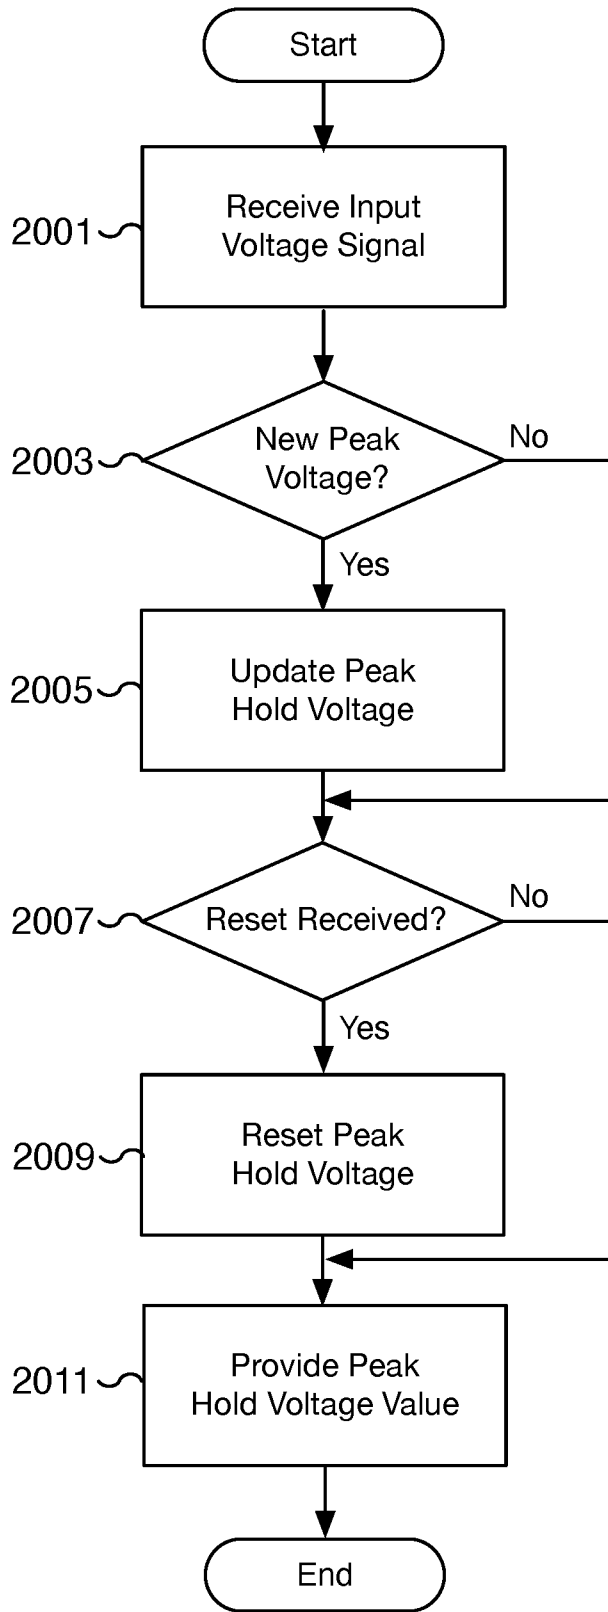 Start
2001
Receive Input
Voltage Signal
2003
New Peak
Voltage?
No
Yes
2005
Update Peak
Hold Voltage
2007
Reset Received?
No
Yes
2009
Reset Peak
Hold Voltage
2011
Provide Peak
Hold Voltage Value
End